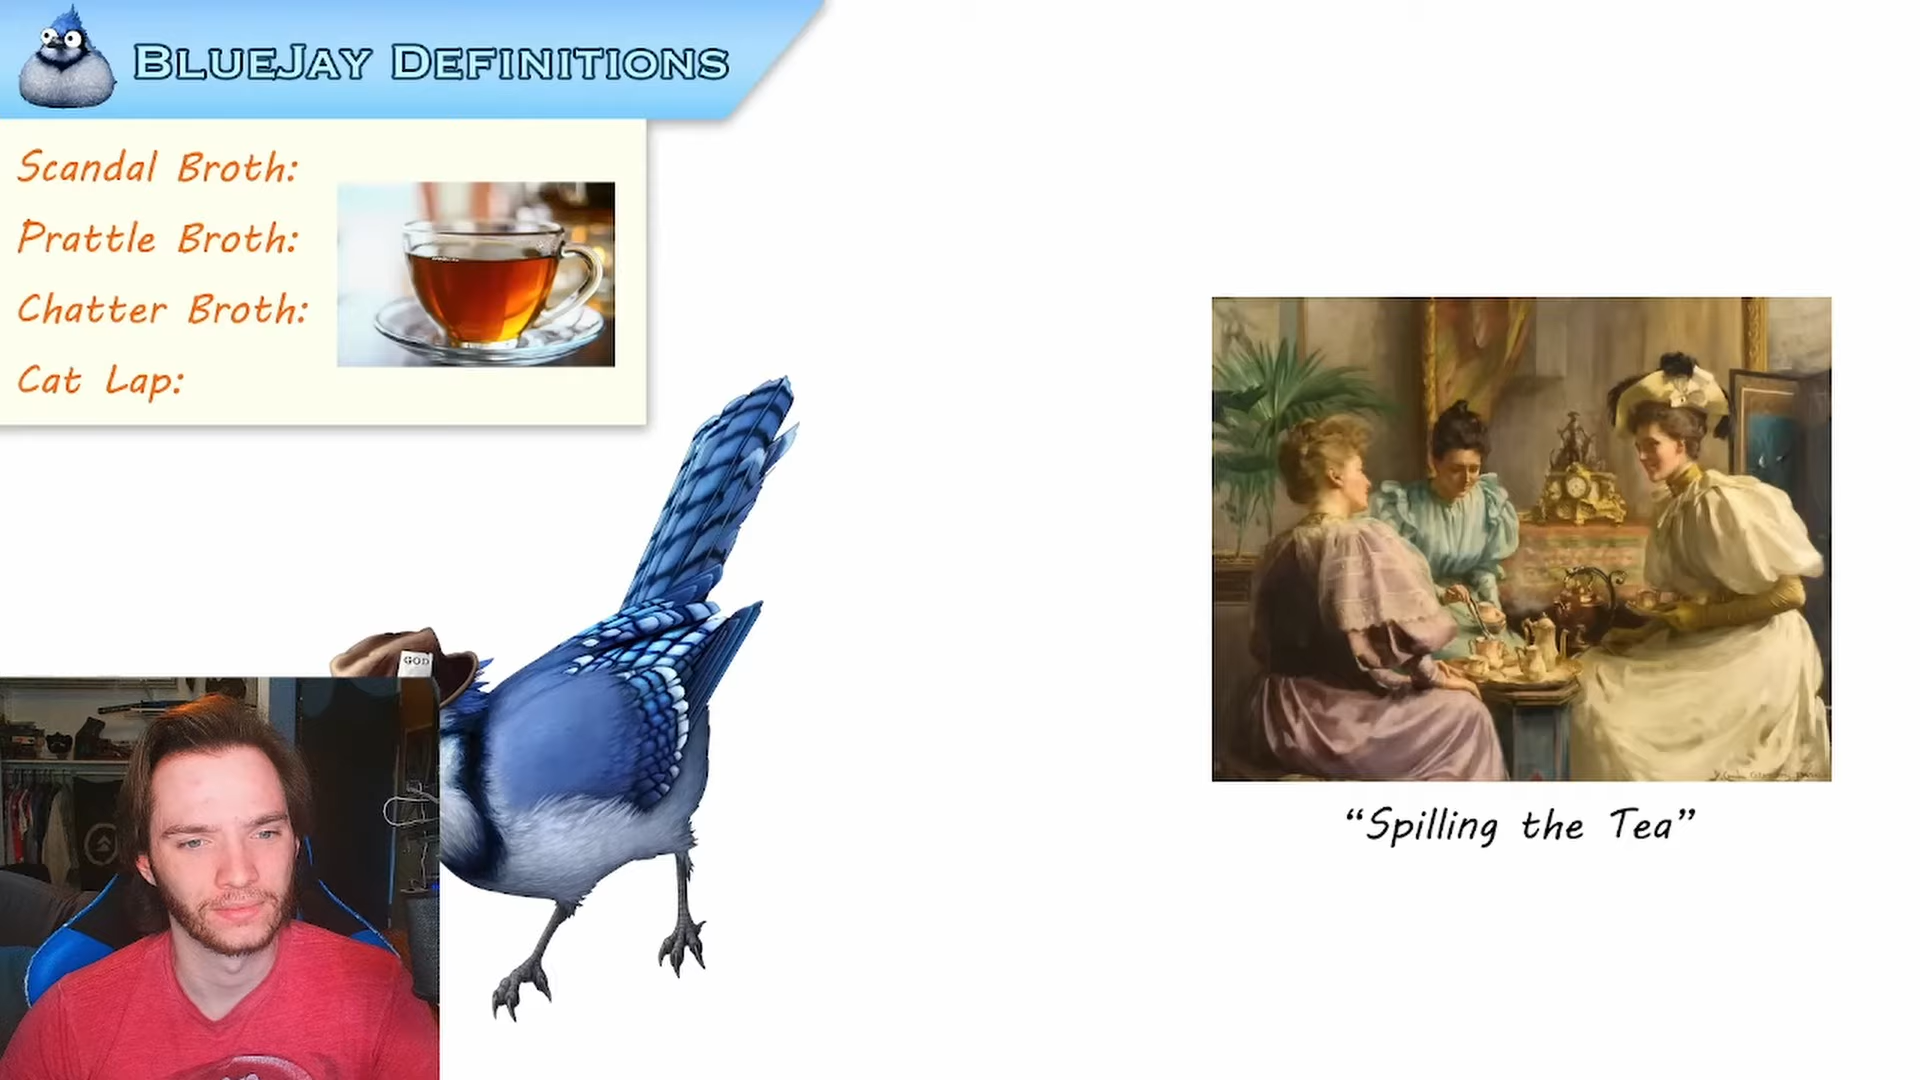 BLUEJAY DEFINITIONS
Scandal Broth:
Prattle Broth:
Chatter Broth:
Cat Lap:
GOD
“Spilling the Tea”